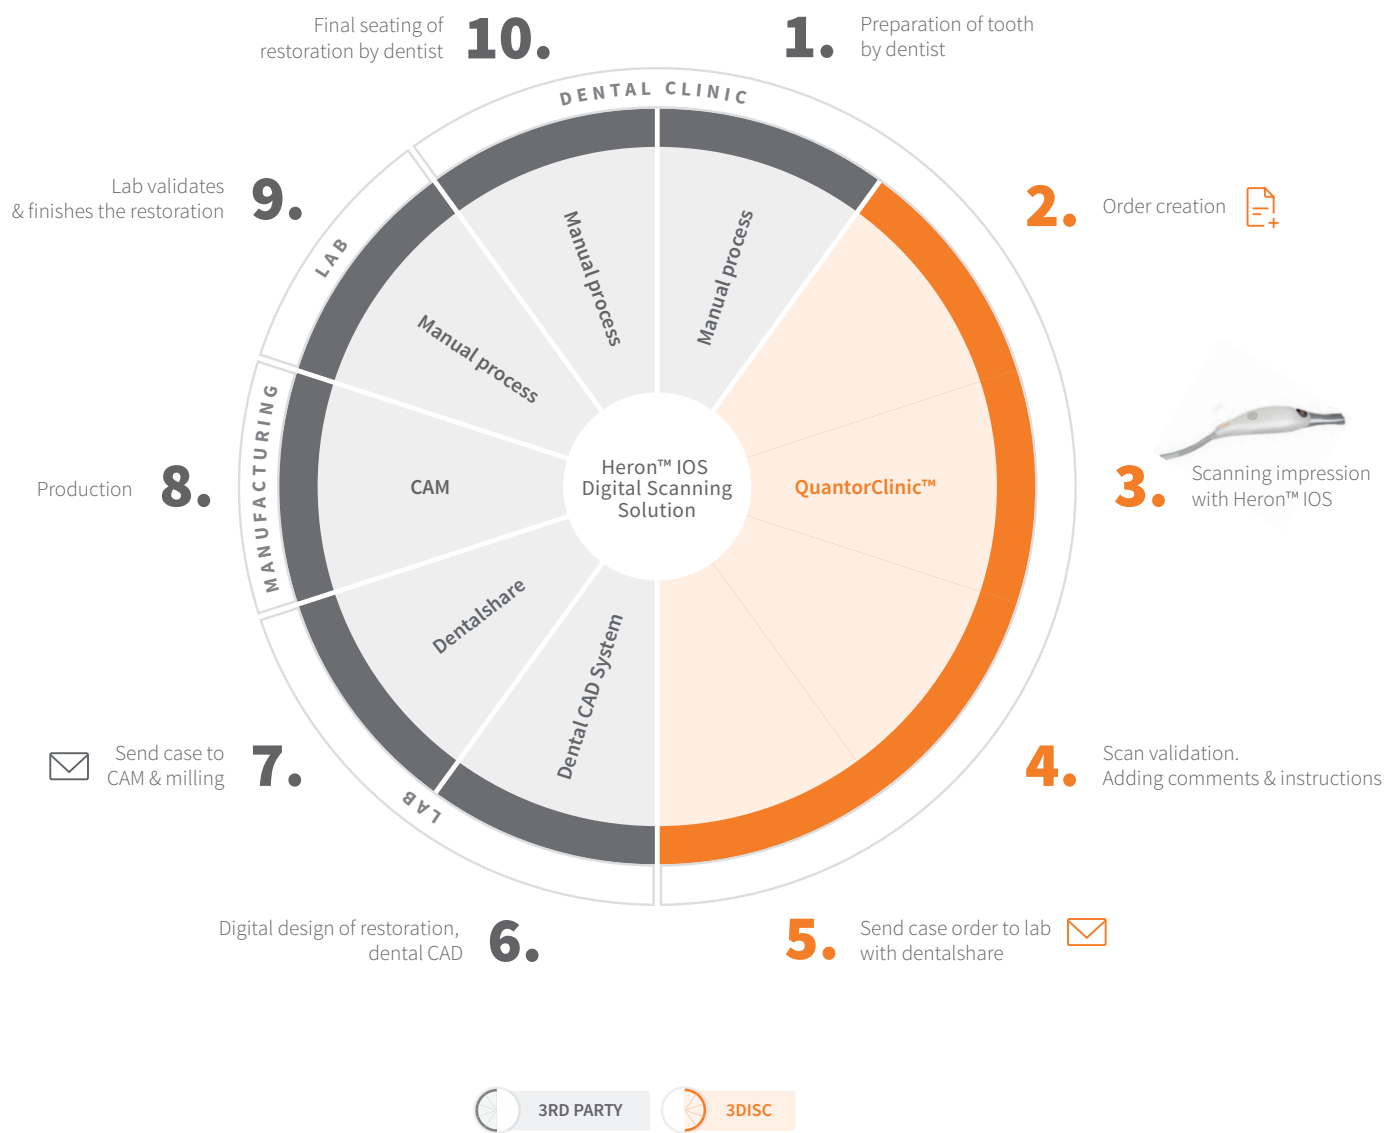 Final seating of
restoration by dentist
10.
1.
Preparation of tooth
by dentist
DENTAL CLINIC
Lab validates
& finishes the restoration
9.
LAB
Manual process
Manual process
2.
Order creation
Manual process
MANUFACTURING
Production
8.
CAM
Heron™ IOS
Digital Scanning
Solution
QuantorClinic™
3.
Scanning impression
with Heron™ IOS
Dentalshare
Dental CAD System
Send case to
CAM & milling
7.
LAB
4.
Scan validation.
Adding comments & instructions
Digital design of restoration,
dental CAD
6.
5.
Send case order to lab
with dentalshare
3RD PARTY
3DISC